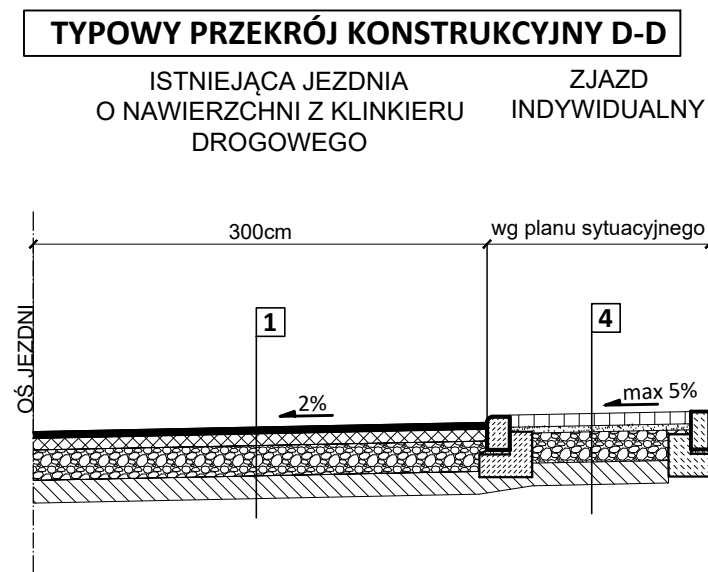 TYPOWY PRZEKRÓJ KONSTRUKCYJNY D-D
ISTNIEJĄCA JEZDNIA
O NAWIERZCHNI Z KLINKIERU
DROGOWEGO
ZJAZD
INDYWIDUALNY
300cm
wg planu sytuacyjnego
OŚ JEZDNI
1
4
2%
max 5%